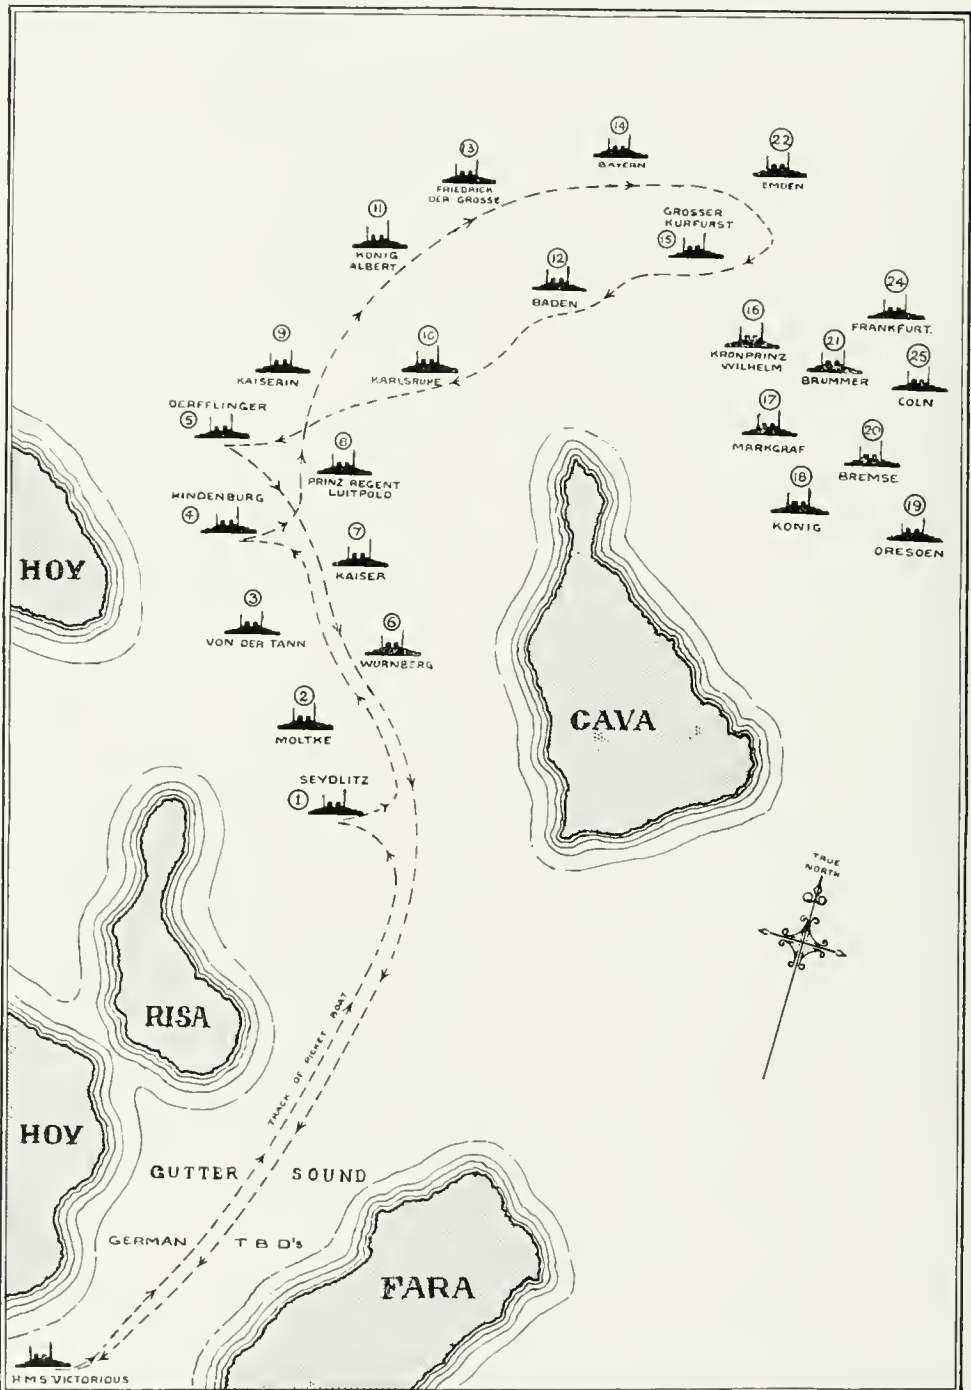 14
BAYERN
22
EMDEN
13
FRIEDRICK
DER GROSSE
11
KONIG
ALBERT
GROSSER
KURFURST
15
12
BADEN
24
FRANKFURT.
16
KRONPRINZ
WILHELM
21
BRUMMER
25
COLN
9
KAISERIN
10
KARLSRUHE
DERFFLINGER
5
17
MARKGRAF
20
BREMSE
8
PRINZ REGENT
LUITPOLD
HINDENBURG
4
18
KONIG
19
DRESDEN
7
KAISER
HOY
3
VON DER TANN
6
WURNBERG
2
MOLTKE
CAVA
SEYDLITZ
1
TRUE
NORTH
RISA
TRACK OF PICKET BOAT
HOY
GUTTER SOUND
GERMAN T B D's
FARA
H M S VICTORIOUS